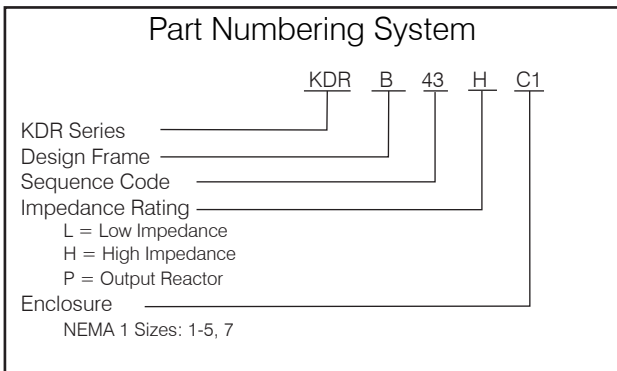 Part Numbering System
KDR B 43 H C1
KDR Series
Design Frame
Sequence Code
Impedance Rating
L = Low Impedance
H = High Impedance
P = Output Reactor
Enclosure
NEMA 1 Sizes: 1-5, 7